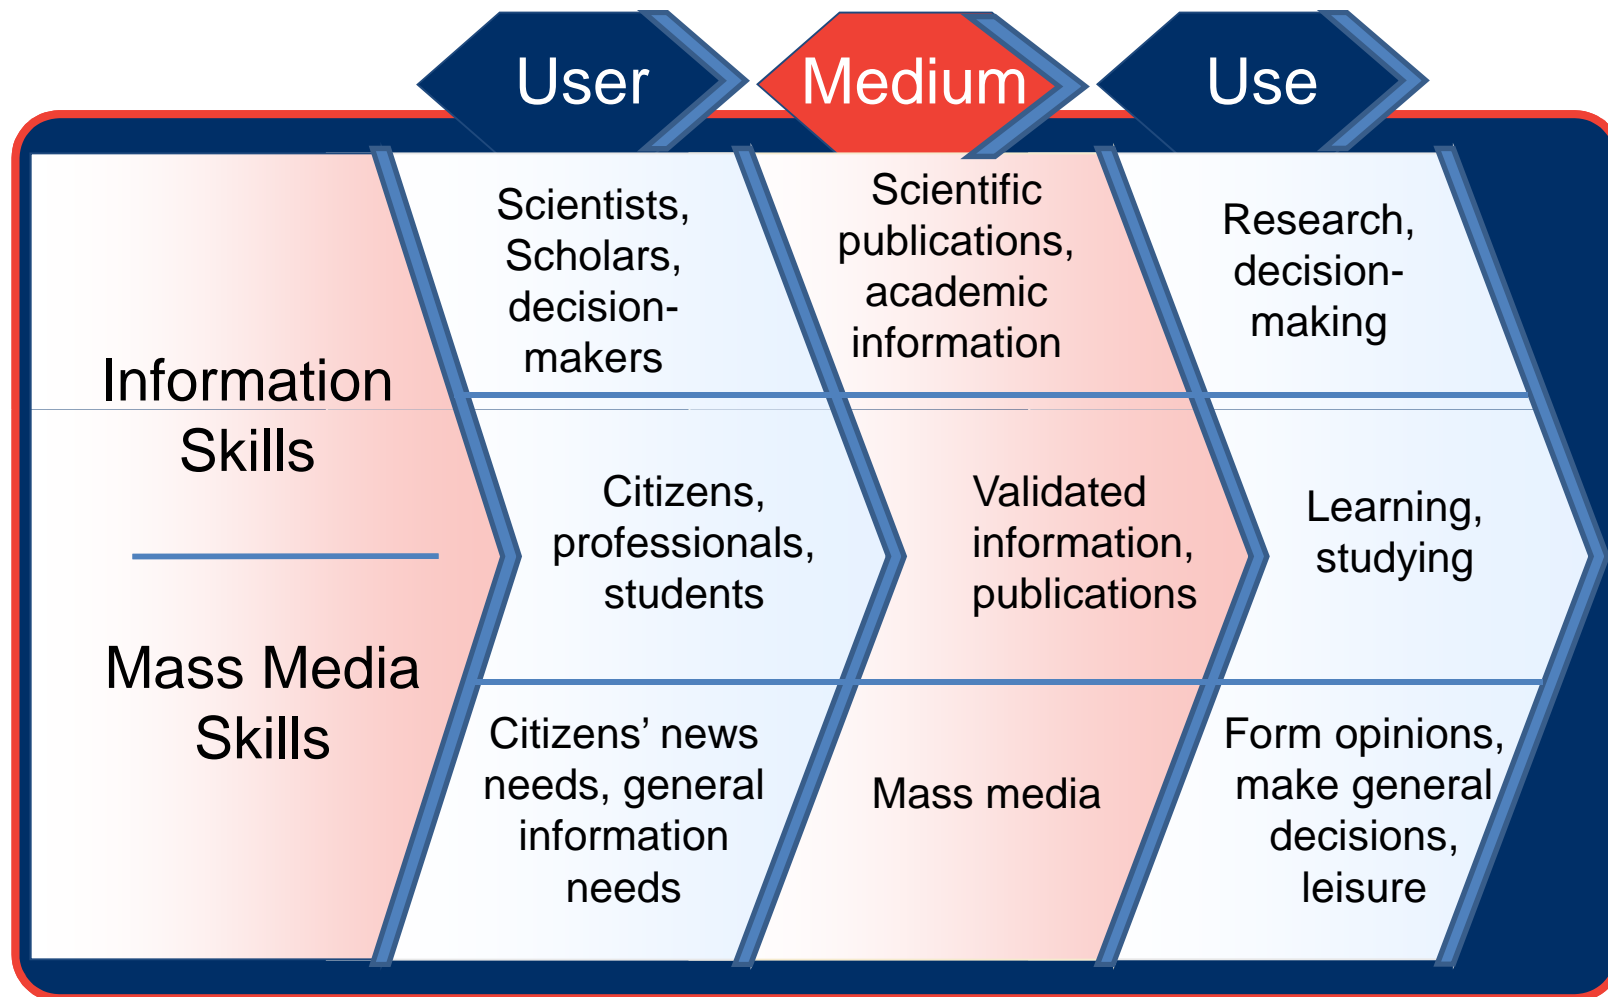 User
Medium
Use
Information
Skills
Mass Media
Skills
Scientists,
Scholars,
decision-
makers
Scientific
publications,
academic
information
Research,
decision-
making
Citizens,
professionals,
students
Validated
information,
publications
Learning,
studying
Citizens’ news
needs, general
information
needs
Mass media
Form opinions,
make general
decisions,
leisure